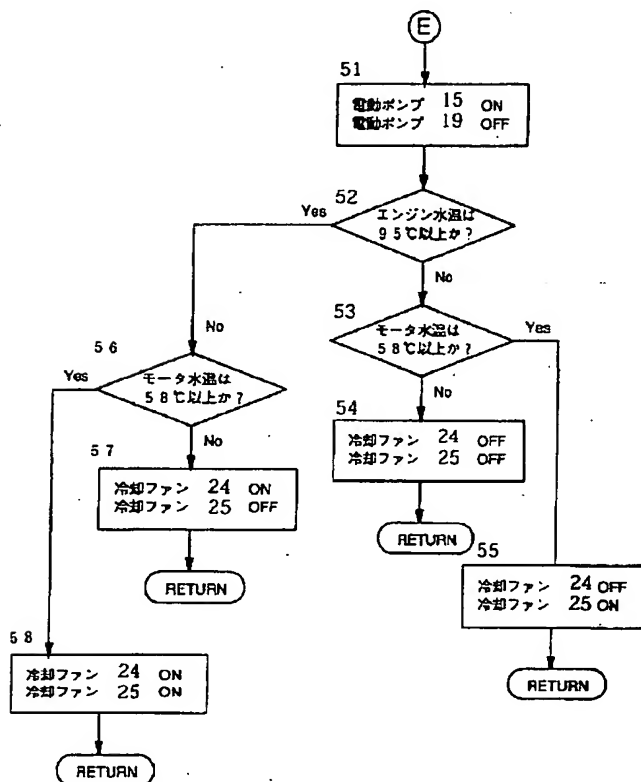 E
51
電動ポンプ 15 ON
電動ポンプ 19 OFF
52
Yes
エンジン水温は
95℃以上か?
No
53
No
モータ水温は
58℃以上か?
Yes
56
Yes
モータ水温は
58℃以上か?
No
54
No
冷却ファン 24 OFF
冷却ファン 25 OFF
57
冷却ファン 24 ON
冷却ファン 25 OFF
RETURN
55
RETURN
冷却ファン 24 OFF
冷却ファン 25 ON
58
冷却ファン 24 ON
冷却ファン 25 ON
RETURN
RETURN